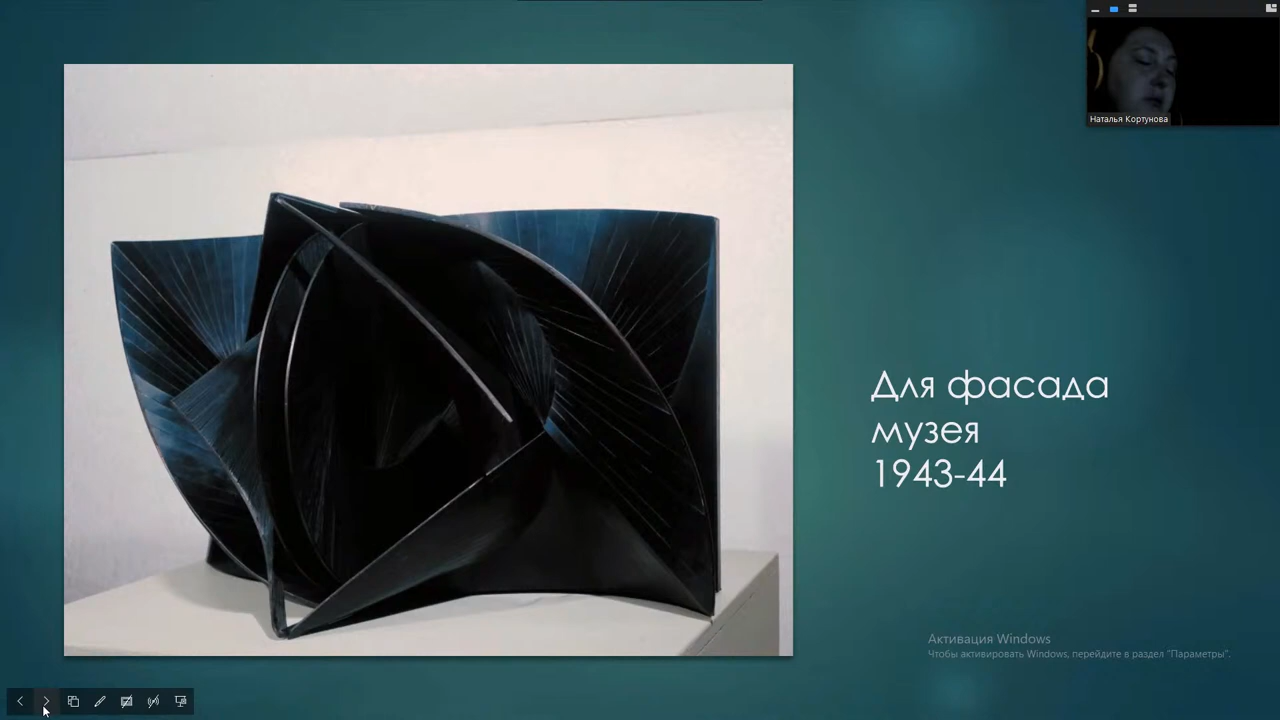 Наталья Кортунова
Для фасада
музея
1943-44
Активация Windows
Чтобы активировать Windows, перейдите в раздел "Параметры".